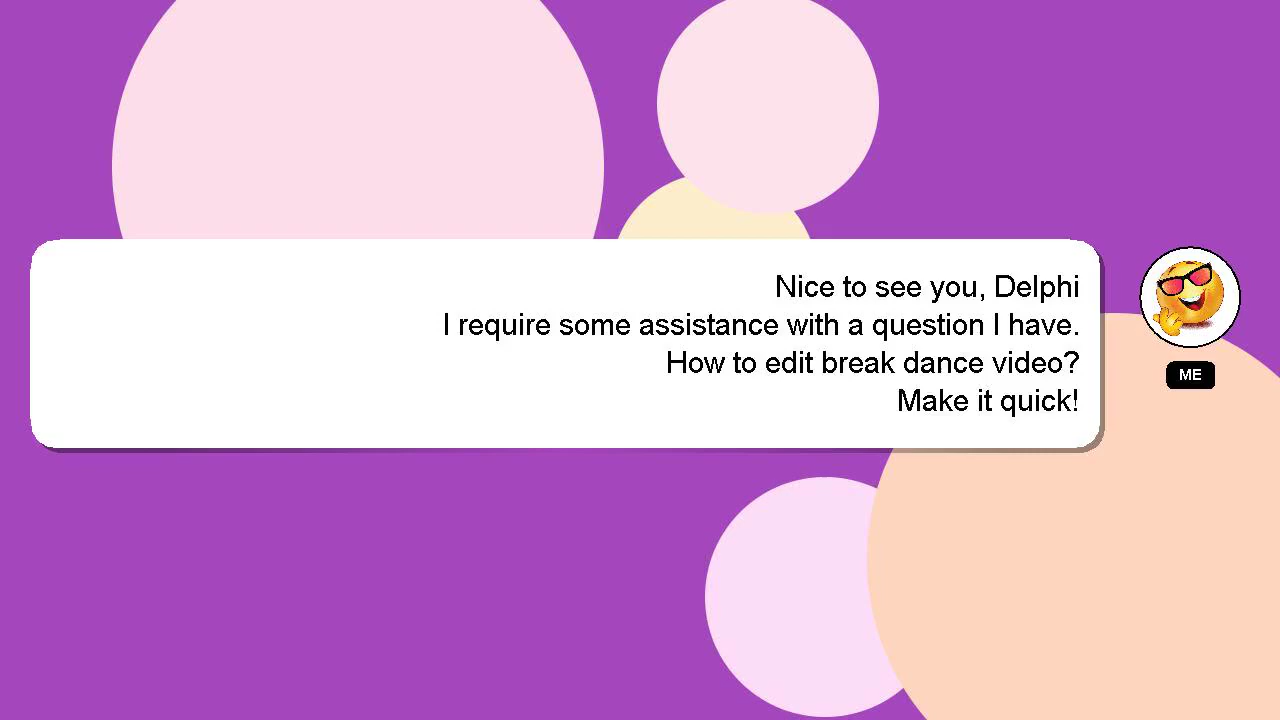 Nice to see you, Delphi
I require some assistance with a question I have.
How to edit break dance video?
Make it quick!
ME